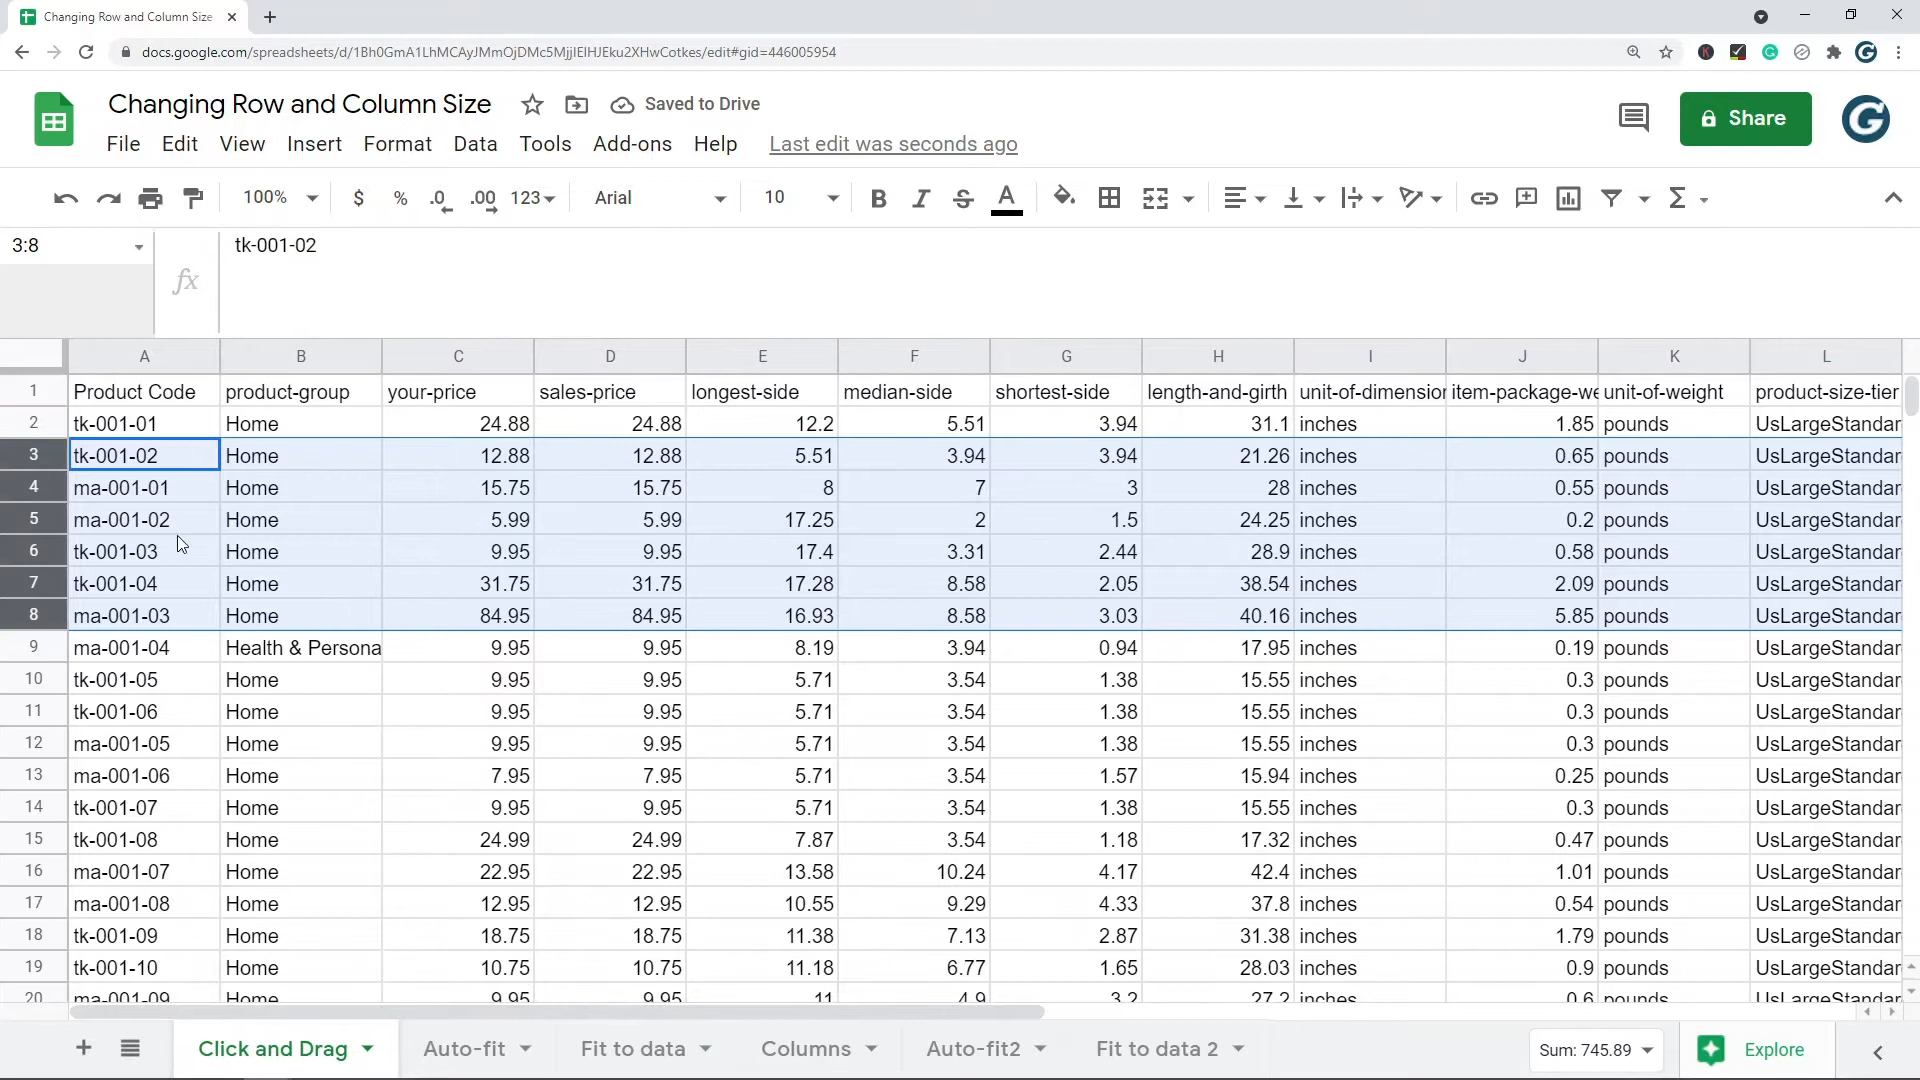 Changing Row and Column Size
docs.google.com/spreadsheets/d/1Bh0GmA1LhMCAyJMmOjDMc5MjjlElHJEku2XHwCotkes/edit#gid=446005954
Changing Row and Column Size Saved to Drive
Share
File Edit View Insert Format Data Tools Add-ons Help Last edit was seconds ago
100% $ % .0 .00 123 Arial 10 B I S A Σ
3:8 fx tk-001-02
A B C D E F G H I J K L
1 Product Code product-group your-price sales-price longest-side median-side shortest-side length-and-girth unit-of-dimension item-package-we unit-of-weight product-size-tier
2 tk-001-01 Home 24.88 24.88 12.2 5.51 3.94 31.1 inches 1.85 pounds UsLargeStandar
3 tk-001-02 Home 12.88 12.88 5.51 3.94 3.94 21.26 inches 0.65 pounds UsLargeStandar
4 ma-001-01 Home 15.75 15.75 8 7 3 28 inches 0.55 pounds UsLargeStandar
5 ma-001-02 Home 5.99 5.99 17.25 2 1.5 24.25 inches 0.2 pounds UsLargeStandar
6 tk-001-03 Home 9.95 9.95 17.4 3.31 2.44 28.9 inches 0.58 pounds UsLargeStandar
7 tk-001-04 Home 31.75 31.75 17.28 8.58 2.05 38.54 inches 2.09 pounds UsLargeStandar
8 ma-001-03 Home 84.95 84.95 16.93 8.58 3.03 40.16 inches 5.85 pounds UsLargeStandar
9 ma-001-04 Health & Persona 9.95 9.95 8.19 3.94 0.94 17.95 inches 0.19 pounds UsLargeStandar
10 tk-001-05 Home 9.95 9.95 5.71 3.54 1.38 15.55 inches 0.3 pounds UsLargeStandar
11 tk-001-06 Home 9.95 9.95 5.71 3.54 1.38 15.55 inches 0.3 pounds UsLargeStandar
12 ma-001-05 Home 9.95 9.95 5.71 3.54 1.38 15.55 inches 0.3 pounds UsLargeStandar
13 ma-001-06 Home 7.95 7.95 5.71 3.54 1.57 15.94 inches 0.25 pounds UsLargeStandar
14 tk-001-07 Home 9.95 9.95 5.71 3.54 1.38 15.55 inches 0.3 pounds UsLargeStandar
15 tk-001-08 Home 24.99 24.99 7.87 3.54 1.18 17.32 inches 0.47 pounds UsLargeStandar
16 ma-001-07 Home 22.95 22.95 13.58 10.24 4.17 42.4 inches 1.01 pounds UsLargeStandar
17 ma-001-08 Home 12.95 12.95 10.55 9.29 4.33 37.8 inches 0.54 pounds UsLargeStandar
18 tk-001-09 Home 18.75 18.75 11.38 7.13 2.87 31.38 inches 1.79 pounds UsLargeStandar
19 tk-001-10 Home 10.75 10.75 11.18 6.77 1.65 28.03 inches 0.9 pounds UsLargeStandar
20 ma-001-09 Home 9.95 9.95 11 4.9 3.2 27.2 inches 0.6 pounds UsLargeStandar
Click and Drag Auto-fit Fit to data Columns Auto-fit2 Fit to data 2 Sum: 745.89 Explore